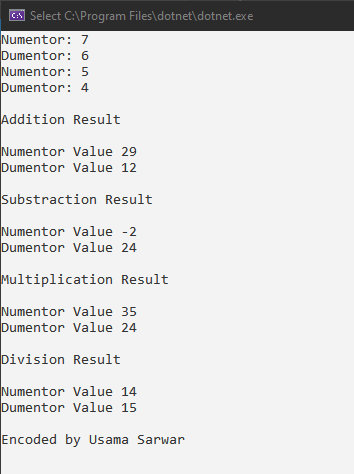 Select C:\Program Files\dotnet\dotnet.exe
Numentor: 7
Dumentor: 6
Numentor: 5
Dumentor: 4
Addition Result
Numentor Value 29
Dumentor Value 12
Substraction Result
Numentor Value -2
Dumentor Value 24
Multiplication Result
Numentor Value 35
Dumentor Value 24
Division Result
Numentor Value 14
Dumentor Value 15
Encoded by Usama Sarwar